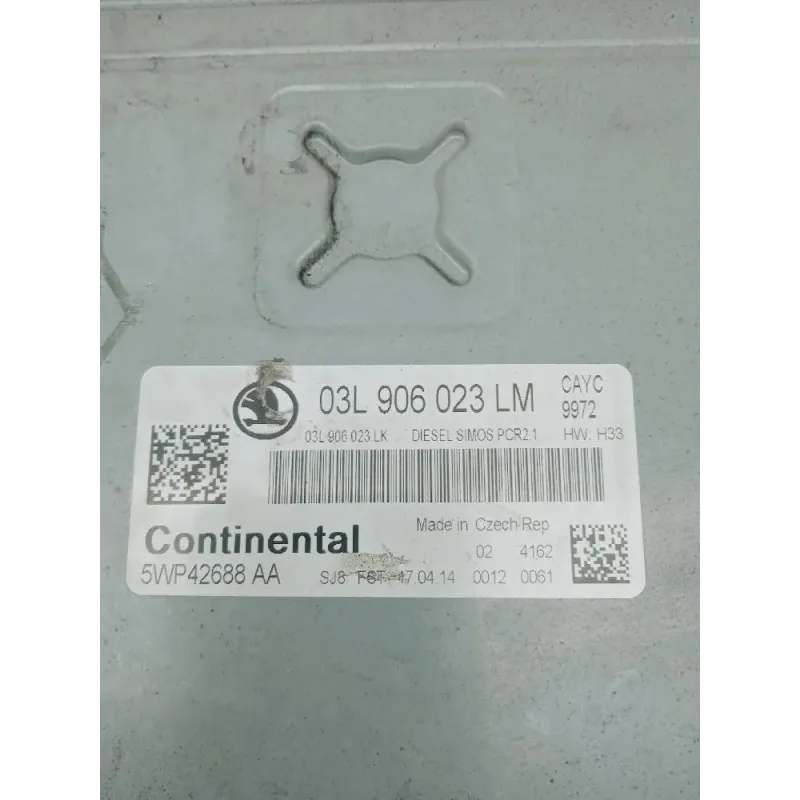 03L 906 023 LM CAYC
9972
03L 906 023 LK DIESEL SIMOS PCR2.1 HW: H33
Continental Made in Czech Rep
02 4162
5WP42688 AA SJ8 17.04.14 0012 0061